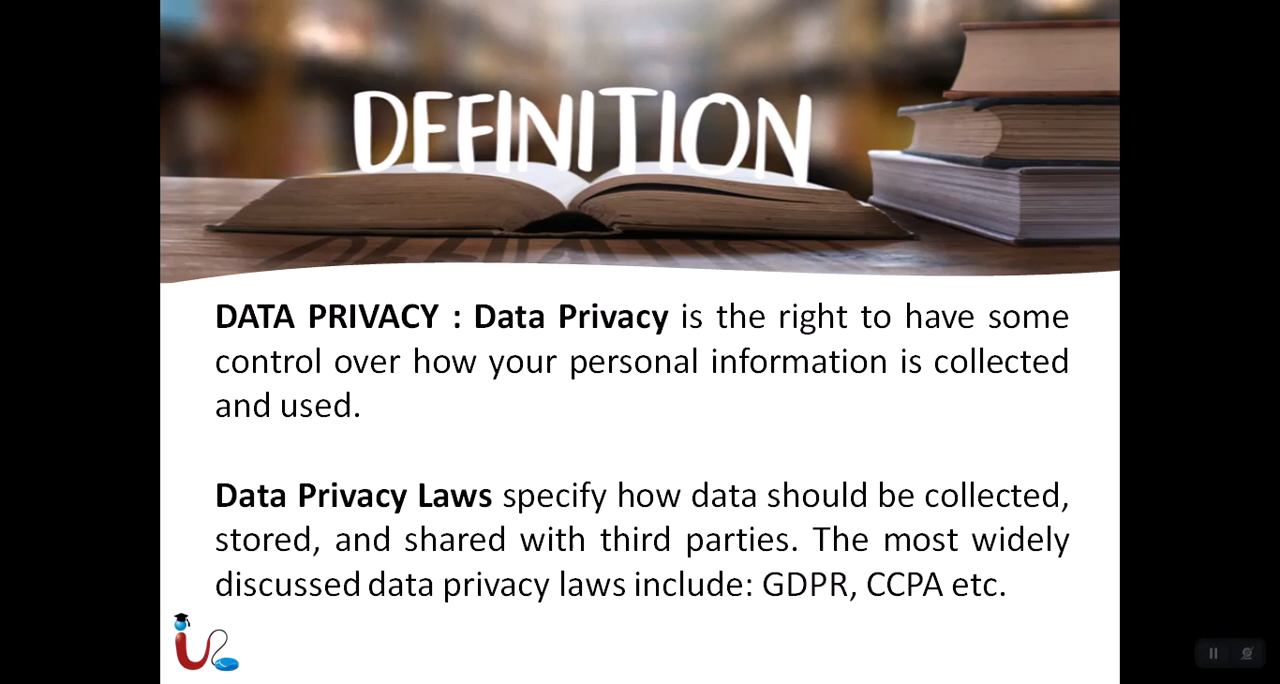 DEFINITION
DATA PRIVACY : Data Privacy is the right to have some
control over how your personal information is collected
and used.
Data Privacy Laws specify how data should be collected,
stored, and shared with third parties. The most widely
discussed data privacy laws include: GDPR, CCPA etc.